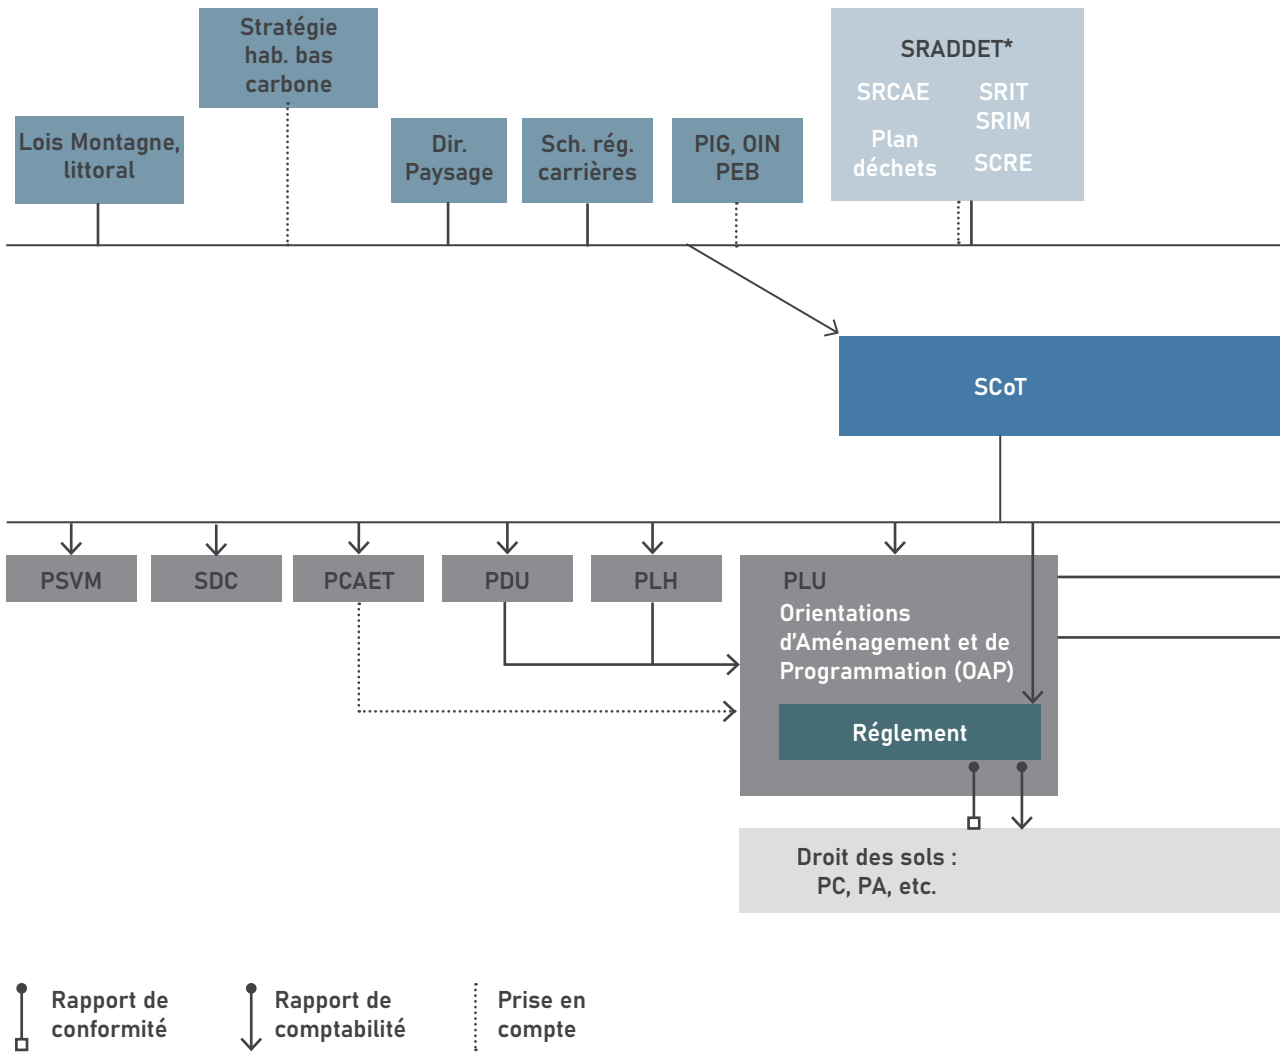 Stratégie
hab. bas
carbone
SRADDET*
SRCAE
SRIT
SRIM
Plan
déchets
SCRE
Lois Montagne,
littoral
Dir.
Paysage
Sch. rég.
carrières
PIG, OIN
PEB
SCoT
PSVM
SDC
PCAET
PDU
PLH
PLU
Orientations
d'Aménagement et de
Programmation (OAP)
Réglement
Droit des sols :
PC, PA, etc.
Rapport de
conformité
Rapport de
comptabilité
Prise en
compte